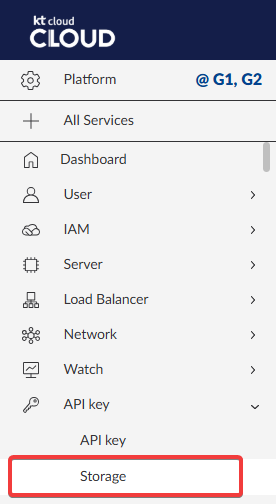 kt cloud
CLOUD
Platform @ G1, G2
All Services
Dashboard
User
IAM
Server
Load Balancer
Network
Watch
API key
API key
Storage